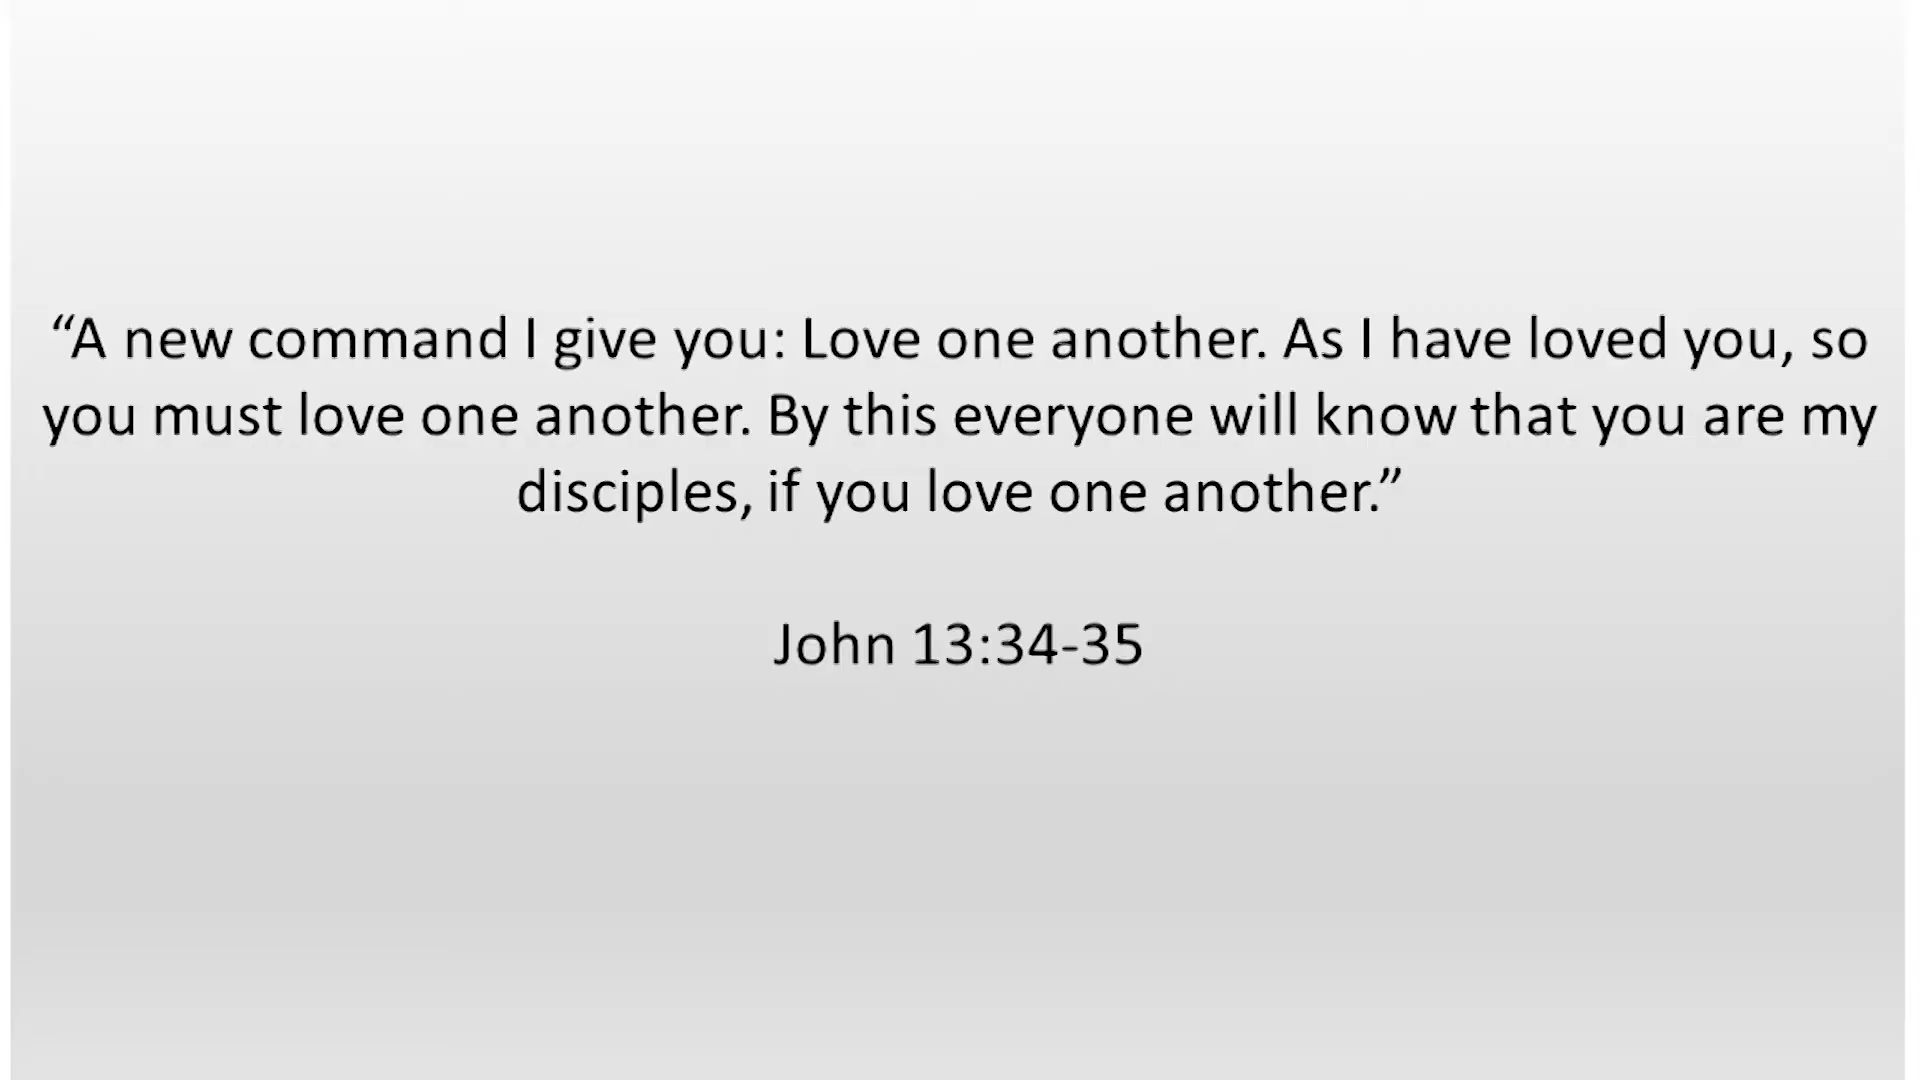 “A new command I give you: Love one another. As I have loved you, so
you must love one another. By this everyone will know that you are my
disciples, if you love one another.”
John 13:34-35